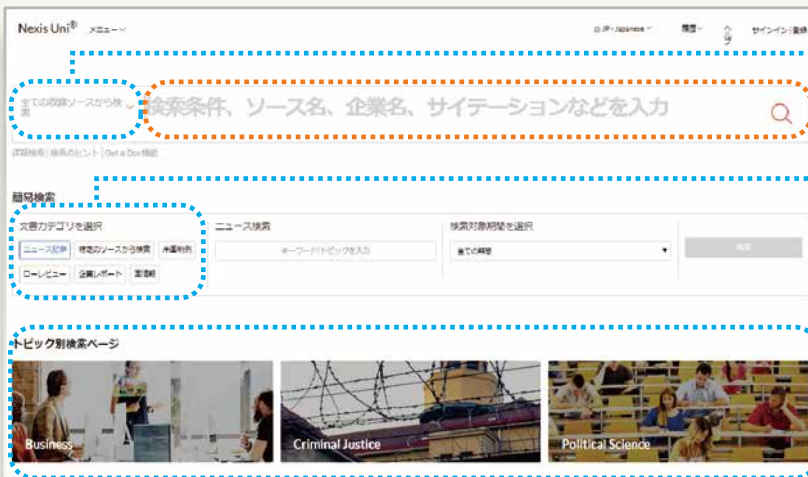 Nexis Uni® メニュー JP - Japanese 履歴 ヘルプ サインイン | 登録
全ての収録ソースから検索 検索条件、ソース名、企業名、サイテーションなどを入力
詳細検索 | 検索のヒント | Get a Doc 機能
簡易検索
文書カテゴリを選択 ニュース検索 検索対象期間を選択
ニュース記事 特定のソースから検索 米国判例 キーワード/トピックを入力 全ての期間 検索
ローレビュー 企業レポート
トピック別検索ページ
Business Criminal Justice Political Science